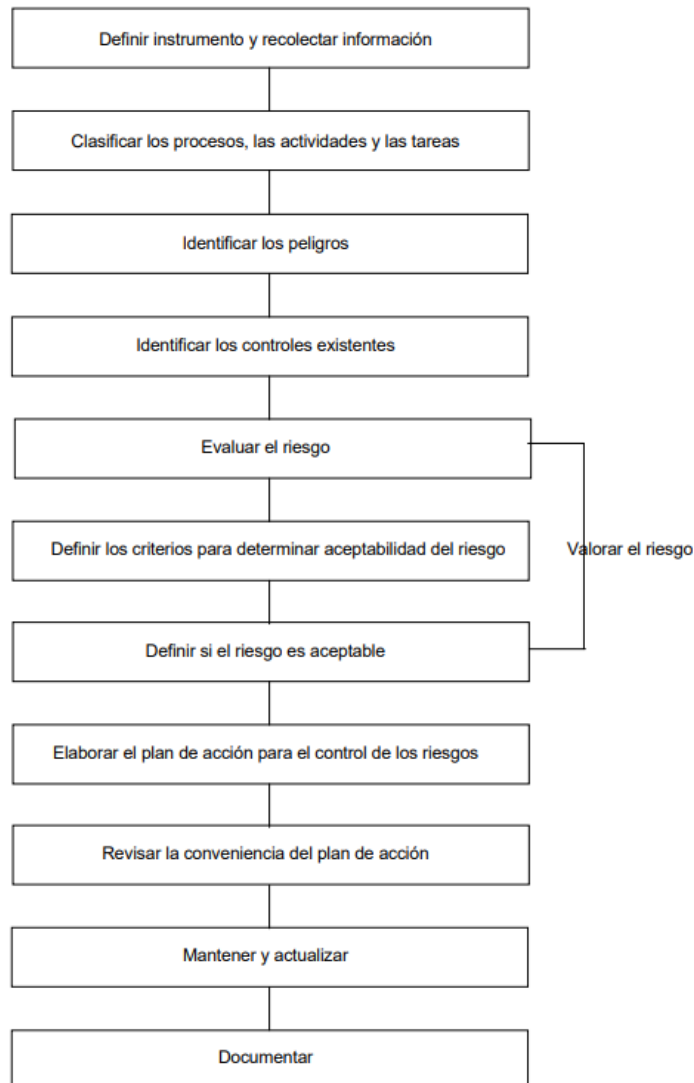 Definir instrumento y recolectar información
Clasificar los procesos, las actividades y las tareas
Identificar los peligros
Identificar los controles existentes
Evaluar el riesgo
Definir los criterios para determinar aceptabilidad del riesgo
Valorar el riesgo
Definir si el riesgo es aceptable
Elaborar el plan de acción para el control de los riesgos
Revisar la conveniencia del plan de acción
Mantener y actualizar
Documentar